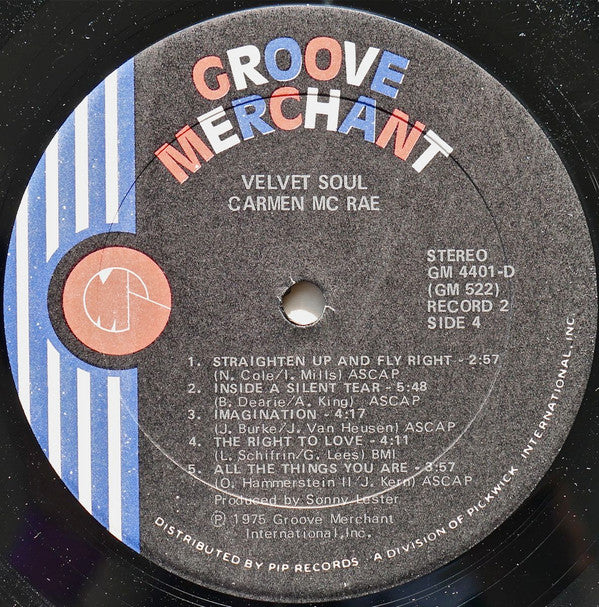 GROOVE
MERCHANT
VELVET SOUL
CARMEN MC RAE
STEREO
GM 4401-D
(GM 522)
RECORD 2
SIDE 4
1. STRAIGHTEN UP AND FLY RIGHT - 2:57
(N. Cole/I. Mills) ASCAP
2. INSIDE A SILENT TEAR - 5:48
(B. Dearie/A. King) ASCAP
3. IMAGINATION - 4:17
(J. Burke/J. Van Heusen) ASCAP
4. THE RIGHT TO LOVE - 4:11
(L. Schifrin/G. Lees) BMI
5. ALL THE THINGS YOU ARE - 3:57
(O. Hammerstein II/J. Kern) ASCAP
Produced by Sonny Lester
Ⓟ 1975 Groove Merchant
International, Inc.
DISTRIBUTED BY PIP RECORDS - A DIVISION OF PICKWICK INTERNATIONAL, INC.